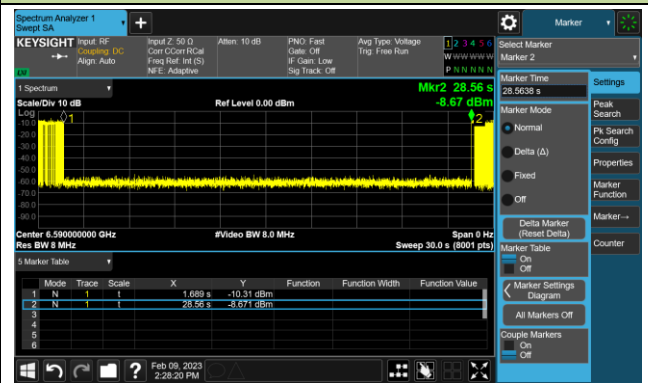 Spectrum Analyzer 1
Swept SA
+
Marker
KEYSIGHT
Input: RF
Coupling: DC
Align: Auto
Input Z: 50 Ω
Corr CCorr RCal
Freq Ref: Int (S)
NFE: Adaptive
Atten: 10 dB
PNO: Fast
Gate: Off
IF Gain: Low
Sig Track: Off
Avg Type: Voltage
Trig: Free Run
1 2 3 4 5 6
W W W W W W
P N N N N N
Select Marker
Marker 2
1 Spectrum
Mkr2 28.56 s
-8.67 dBm
Scale/Div 10 dB
Ref Level 0.00 dBm
Log
-10.0
-20.0
-30.0
-40.0
-50.0
-60.0
-70.0
-80.0
-90.0
1
2
Center 6.590000000 GHz
#Video BW 8.0 MHz
Span 0 Hz
Res BW 8 MHz
Sweep 30.0 s (8001 pts)
5 Marker Table
Mode Trace Scale X Y Function Function Width Function Value
1 N 1 t 1.689 s -10.31 dBm
2 N 1 t 28.56 s -8.671 dBm
3
4
5
6
Marker Time
28.5638 s
Marker Mode
Normal
Delta (Δ)
Fixed
Off
Delta Marker
(Reset Delta)
Marker Table
On
Off
Marker Settings
Diagram
All Markers Off
Couple Markers
On
Off
Settings
Peak
Search
Pk Search
Config
Properties
Marker
Function
Marker→
Counter
?
Feb 09, 2023
2:28:20 PM